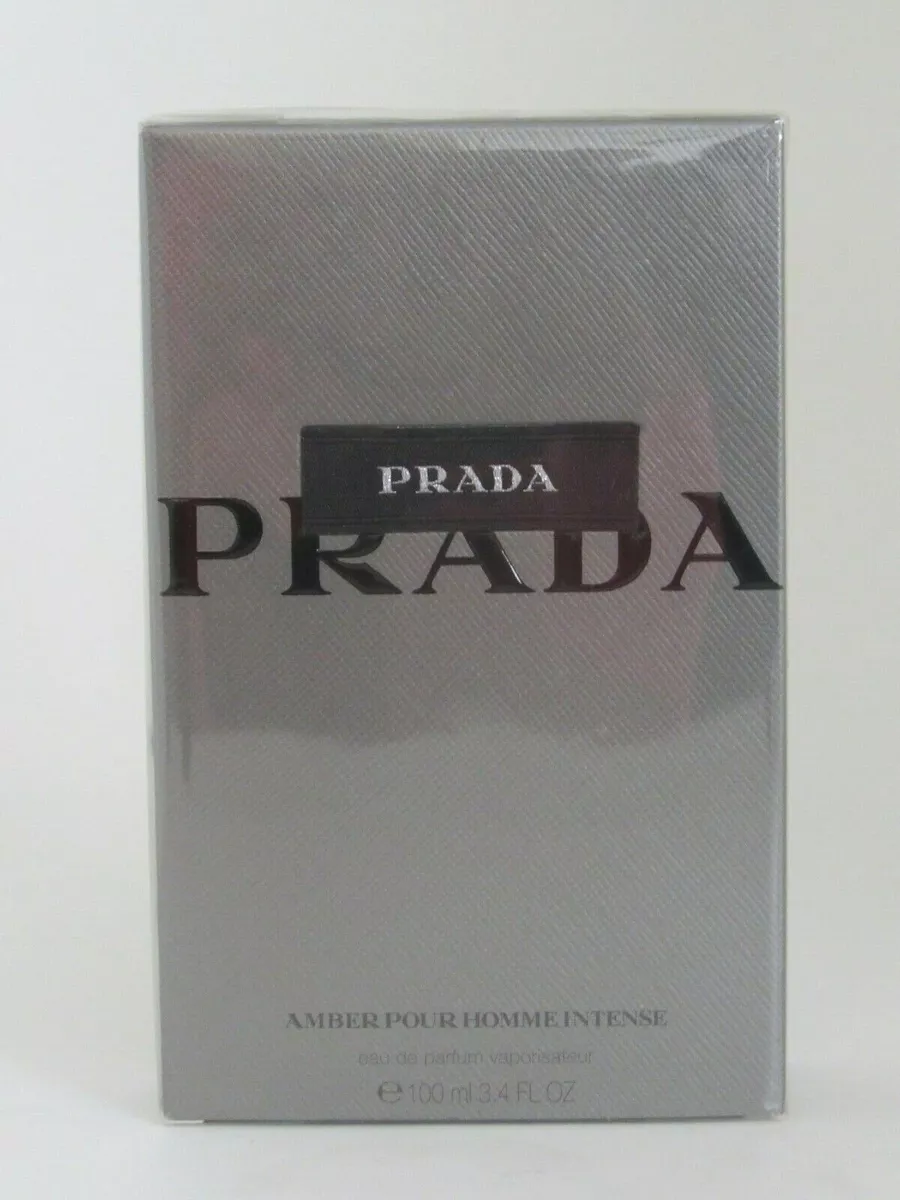 PRADA
PRADA
AMBER POUR HOMME INTENSE
eau de parfum vaporisateur
℮ 100 ml 3.4 FL OZ